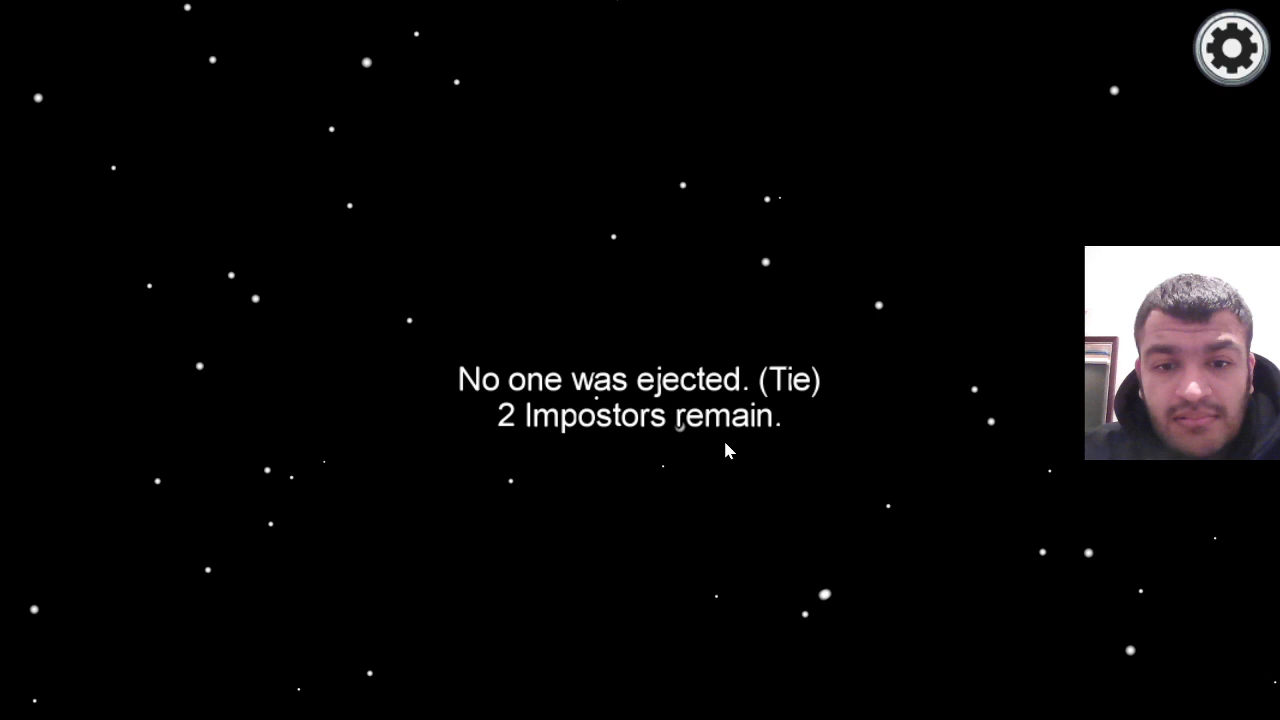 No one was ejected. (Tie)
2 Impostors remain.